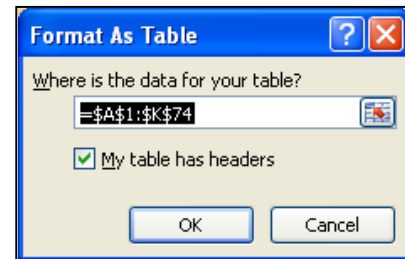 Format As Table
Where is the data for your table?
=$A$1:$K$74
My table has headers
OK Cancel